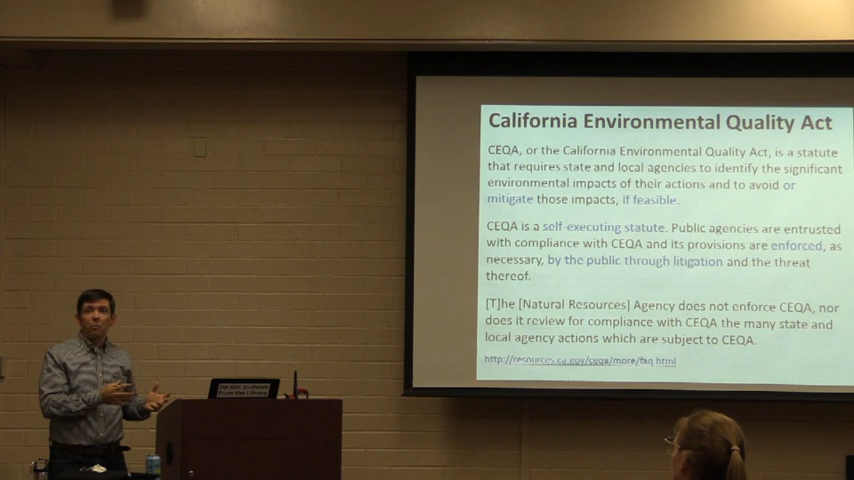 California Environmental Quality Act
CEQA, or the California Environmental Quality Act, is a statute
that requires state and local agencies to identify the significant
environmental impacts of their actions and to avoid or
mitigate those impacts, if feasible.
CEQA is a self-executing statute. Public agencies are entrusted
with compliance with CEQA and its provisions are enforced, as
necessary, by the public through litigation and the threat
thereof.
[T]he [Natural Resources] Agency does not enforce CEQA, nor
does it review for compliance with CEQA the many state and
local agency actions which are subject to CEQA.
http://resources.ca.gov/ceqa/more/faq.html
From the Library